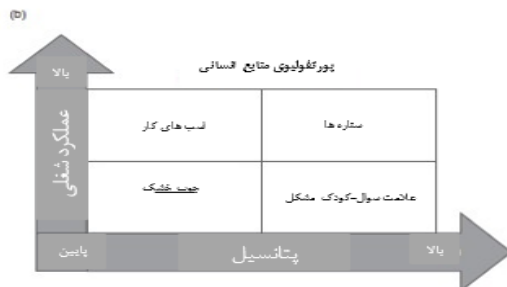 (b)
پورتفولیوی منابع انسانی
بالا
عملکرد شغلی
اسب های کار
ستاره ها
چوب خشک
علامت سوال-کودک مشکل
پایین
پتانسیل
بالا